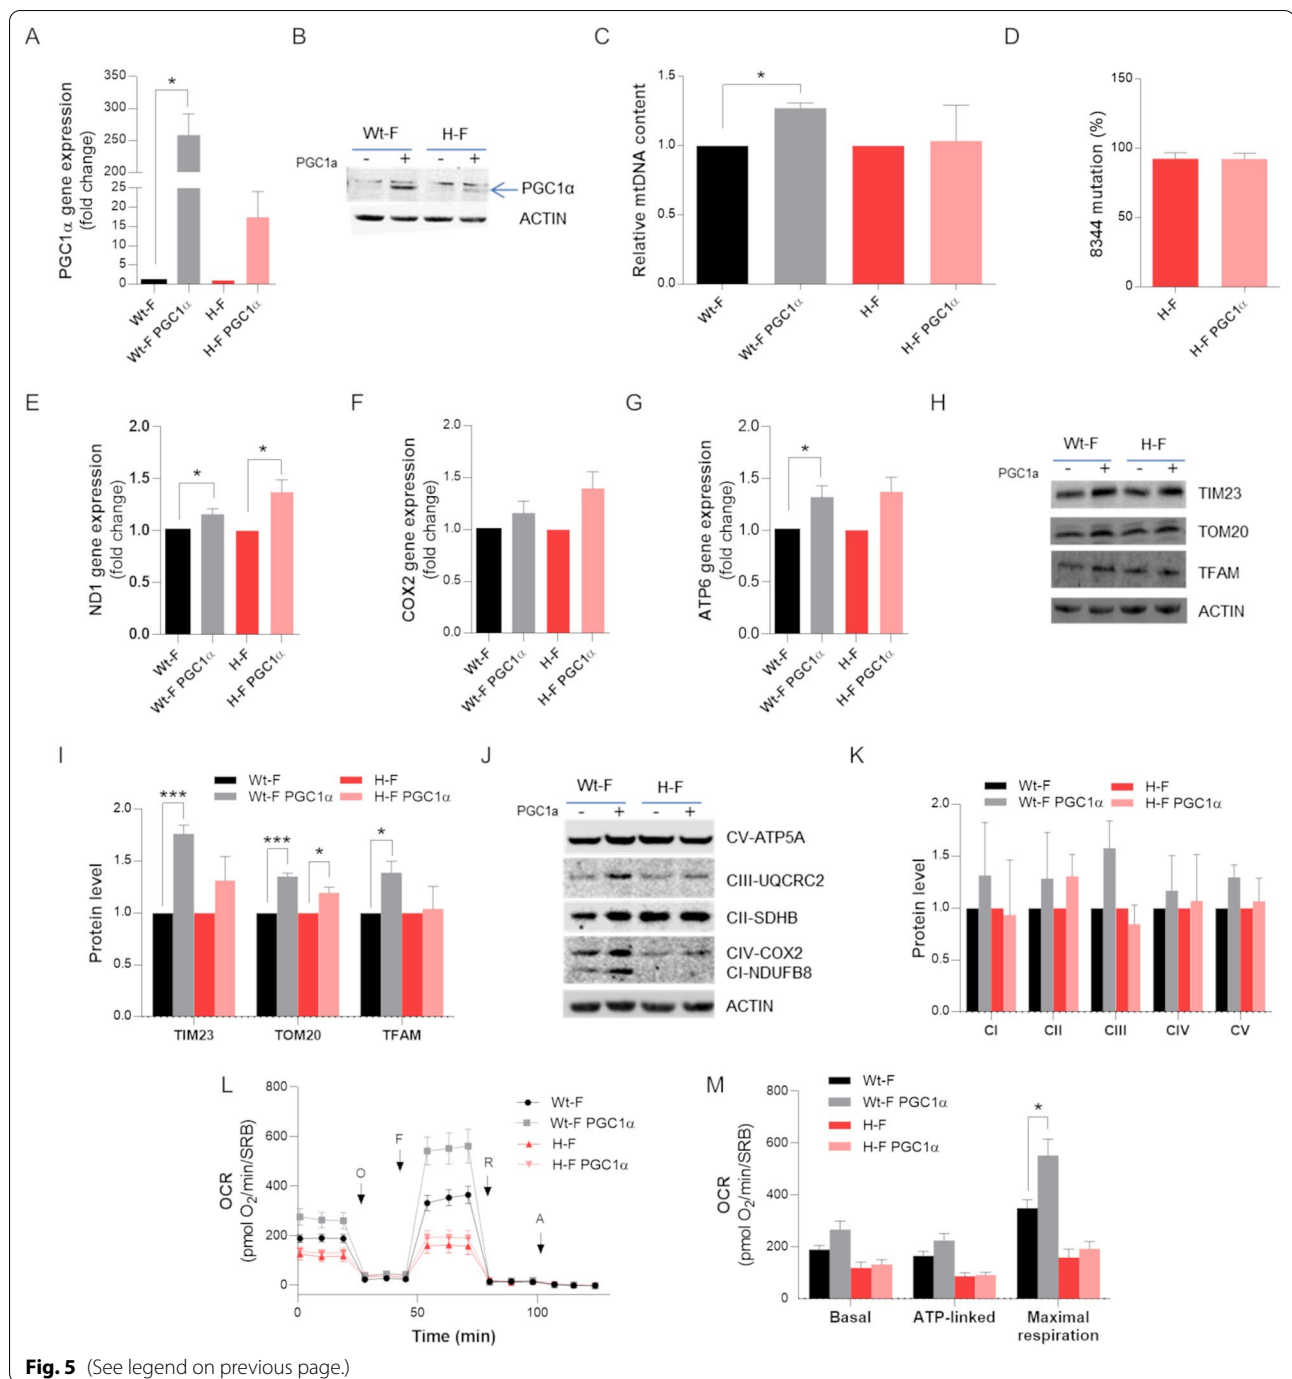 A
PGC1α gene expression
(fold change)
350
300
250
200
25
20
15
10
5
0
*
Wt-F
Wt-F PGC1α
H-F
H-F PGC1α
B
Wt-F H-F
PGC1a - + - +
PGC1α
ACTIN
C
Relative mtDNA content
1.5
1.0
0.5
0.0
*
Wt-F
Wt-F PGC1α
H-F
H-F PGC1α
D
8344 mutation (%)
150
100
50
0
H-F
H-F PGC1α
E
ND1 gene expression
(fold change)
2.0
1.5
1.0
0.5
0.0
*
*
Wt-F
Wt-F PGC1α
H-F
H-F PGC1α
F
COX2 gene expression
(fold change)
2.0
1.5
1.0
0.5
0.0
Wt-F
Wt-F PGC1α
H-F
H-F PGC1α
G
ATP6 gene expression
(fold change)
2.0
1.5
1.0
0.5
0.0
*
Wt-F
Wt-F PGC1α
H-F
H-F PGC1α
H
Wt-F H-F
PGC1a - + - +
TIM23
TOM20
TFAM
ACTIN
I
Wt-F H-F
Wt-F PGC1α H-F PGC1α
Protein level
2.0
1.5
1.0
0.5
0.0
***
***
*
*
TIM23 TOM20 TFAM
J
Wt-F H-F
PGC1a - + - +
CV-ATP5A
CIII-UQCRC2
CII-SDHB
CIV-COX2
CI-NDUFB8
ACTIN
K
Wt-F H-F
Wt-F PGC1α H-F PGC1α
Protein level
2.0
1.5
1.0
0.5
0.0
CI CII CIII CIV CV
L
OCR
(pmol O2/min/SRB)
800
600
400
200
0
O
F
R
A
Wt-F
Wt-F PGC1α
H-F
H-F PGC1α
0 50 100
Time (min)
M
Wt-F
Wt-F PGC1α
H-F
H-F PGC1α
OCR
(pmol O2/min/SRB)
800
600
400
200
0
*
Basal ATP-linked Maximal
respiration
Fig. 5 (See legend on previous page.)